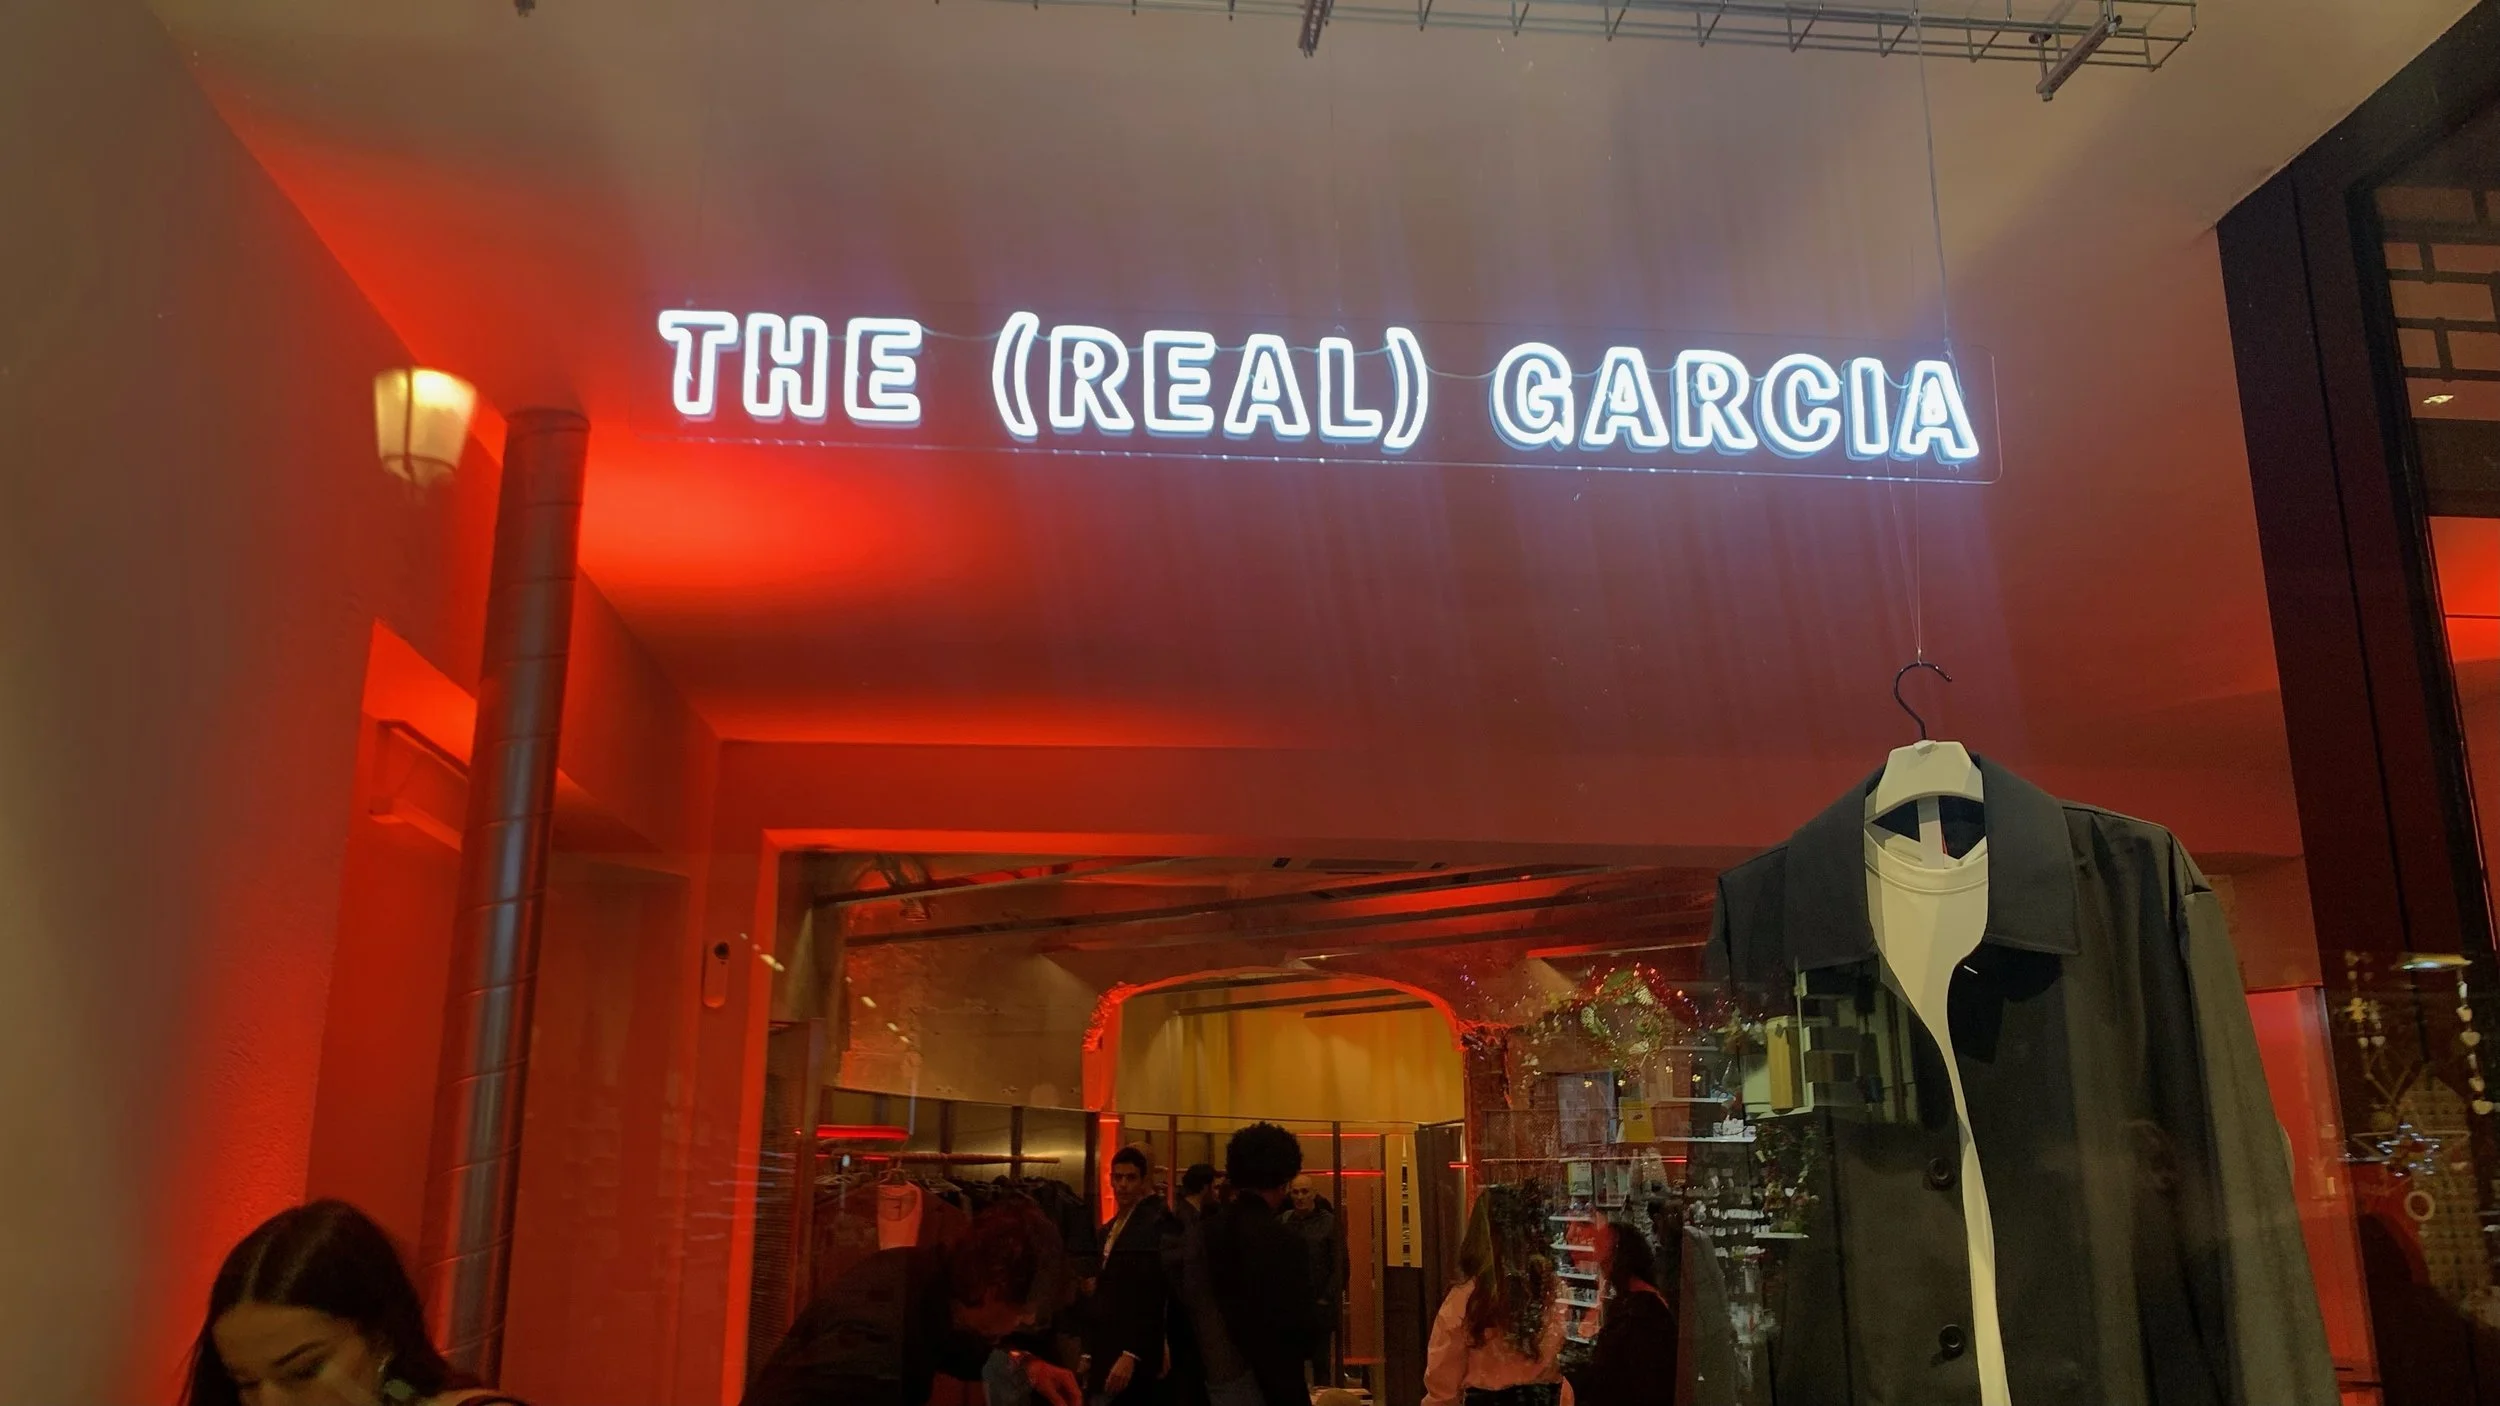 THE (REAL) GARCIA